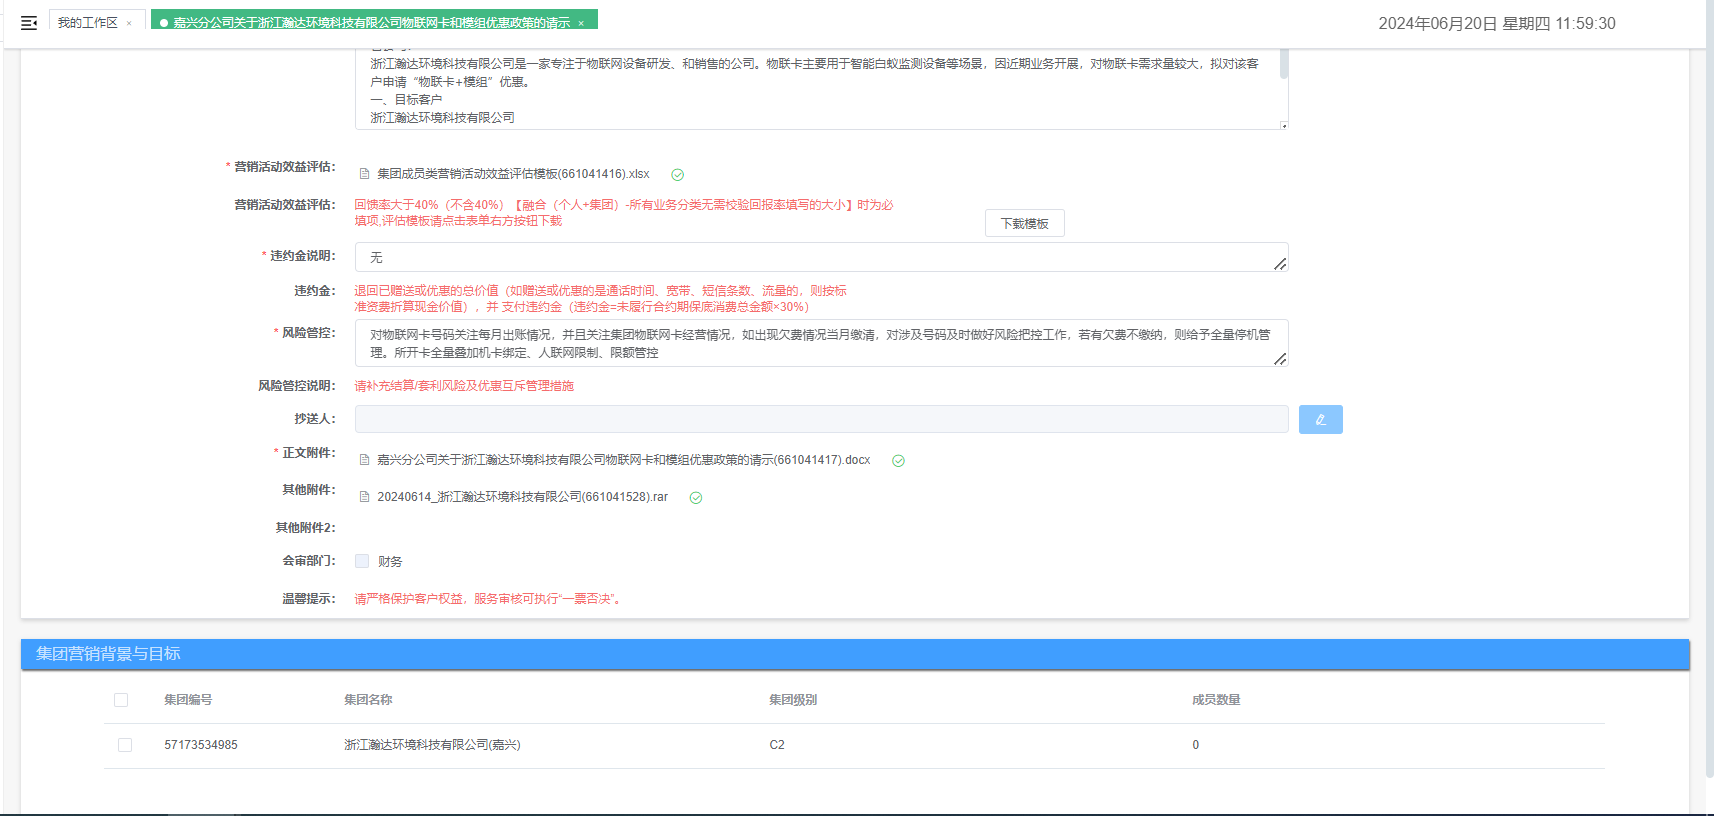 我的工作区 ×
嘉兴分公司关于浙江瀚达环境科技有限公司物联网卡和模组优惠政策的请示 ×
2024年06月20日 星期四 11:59:30
浙江瀚达环境科技有限公司是一家专注于物联网设备研发、和销售的公司。物联卡主要用于智能白蚁监测设备等场景，因近期业务开展，对物联卡需求量较大，拟对该客
户申请“物联卡+模组”优惠。
一、目标客户
浙江瀚达环境科技有限公司
* 营销活动效益评估：
集团成员类营销活动效益评估模板(661041416).xlsx
营销活动效益评估：
回馈率大于40%（不含40%）【融合（个人+集团）-所有业务分类无需校验回报率填写的大小】时为必
填项,评估模板请点击表单右方按钮下载
下载模板
* 违约金说明：
无
违约金：
退回已赠送或优惠的总价值（如赠送或优惠的是通话时间、宽带、短信条数、流量的，则按标
准资费折算现金价值），并 支付违约金（违约金=未履行合约期保底消费总金额×30%）
* 风险管控：
对物联网卡号码关注每月出账情况，并且关注集团物联网卡经营情况，如出现欠费情况当月缴清，对涉及号码及时做好风险把控工作，若有欠费不缴纳，则给予全量停机管
理。所开卡全量叠加机卡绑定、人联网限制、限额管控
风险管控说明：
请补充结算/套利风险及优惠互斥管理措施
抄送人：
* 正文附件：
嘉兴分公司关于浙江瀚达环境科技有限公司物联网卡和模组优惠政策的请示(661041417).docx
其他附件：
20240614_浙江瀚达环境科技有限公司(661041528).rar
其他附件2：
会审部门：
财务
温馨提示：
请严格保护客户权益，服务审核可执行“一票否决”。
集团营销背景与目标
集团编号 集团名称 集团级别 成员数量
57173534985 浙江瀚达环境科技有限公司(嘉兴) C2 0